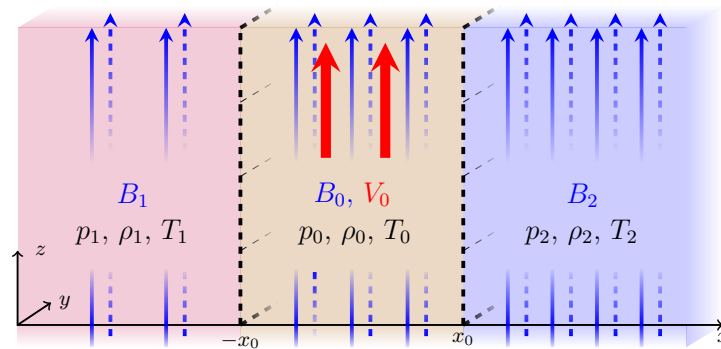 B₁
B₀, V₀
B₂
p₁, ρ₁, T₁
p₀, ρ₀, T₀
p₂, ρ₂, T₂
z
y
−x₀
x₀